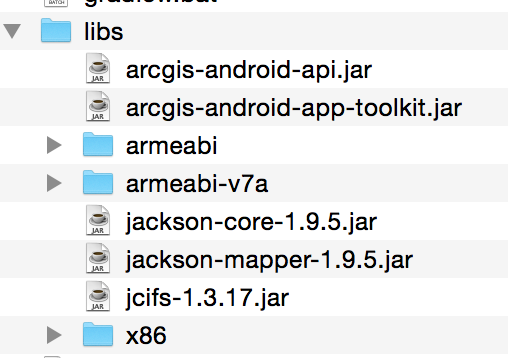 gradlew.bat
libs
arcgis-android-api.jar
JAR
arcgis-android-app-toolkit.jar
JAR
armeabi
armeabi-v7a
jackson-core-1.9.5.jar
JAR
jackson-mapper-1.9.5.jar
JAR
jcifs-1.3.17.jar
JAR
x86